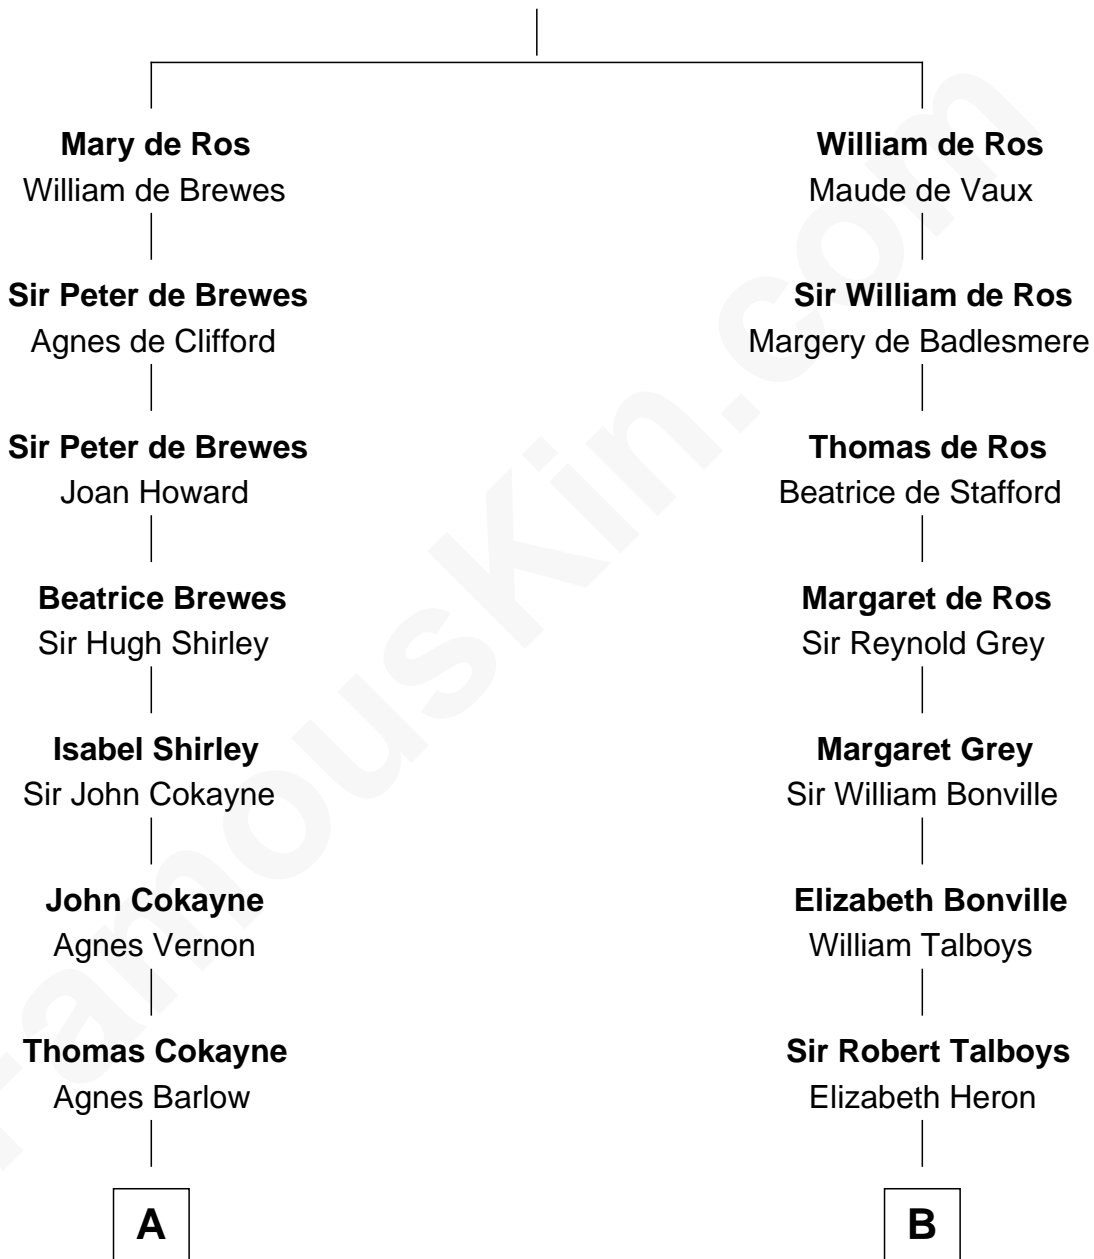 Mary de Ros
William de Brewes
Sir Peter de Brewes
Agnes de Clifford
Sir Peter de Brewes
Joan Howard
Beatrice Brewes
Sir Hugh Shirley
Isabel Shirley
Sir John Cokayne
John Cokayne
Agnes Vernon
Thomas Cokayne
Agnes Barlow
A
William de Ros
Maude de Vaux
Sir William de Ros
Margery de Badlesmere
Thomas de Ros
Beatrice de Stafford
Margaret de Ros
Sir Reynold Grey
Margaret Grey
Sir William Bonville
Elizabeth Bonville
William Talboys
Sir Robert Talboys
Elizabeth Heron
B
FamousKin.com